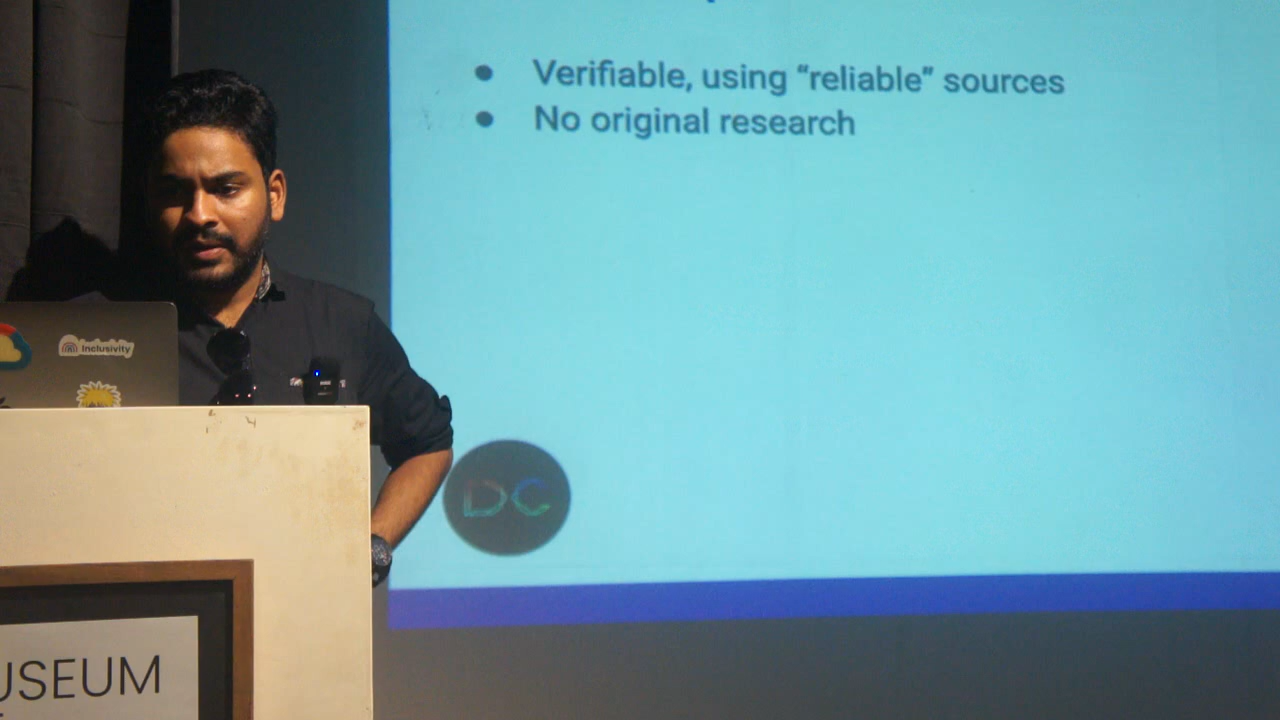 Verifiable, using “reliable” sources
No original research
Inclusivity
DC
USEUM